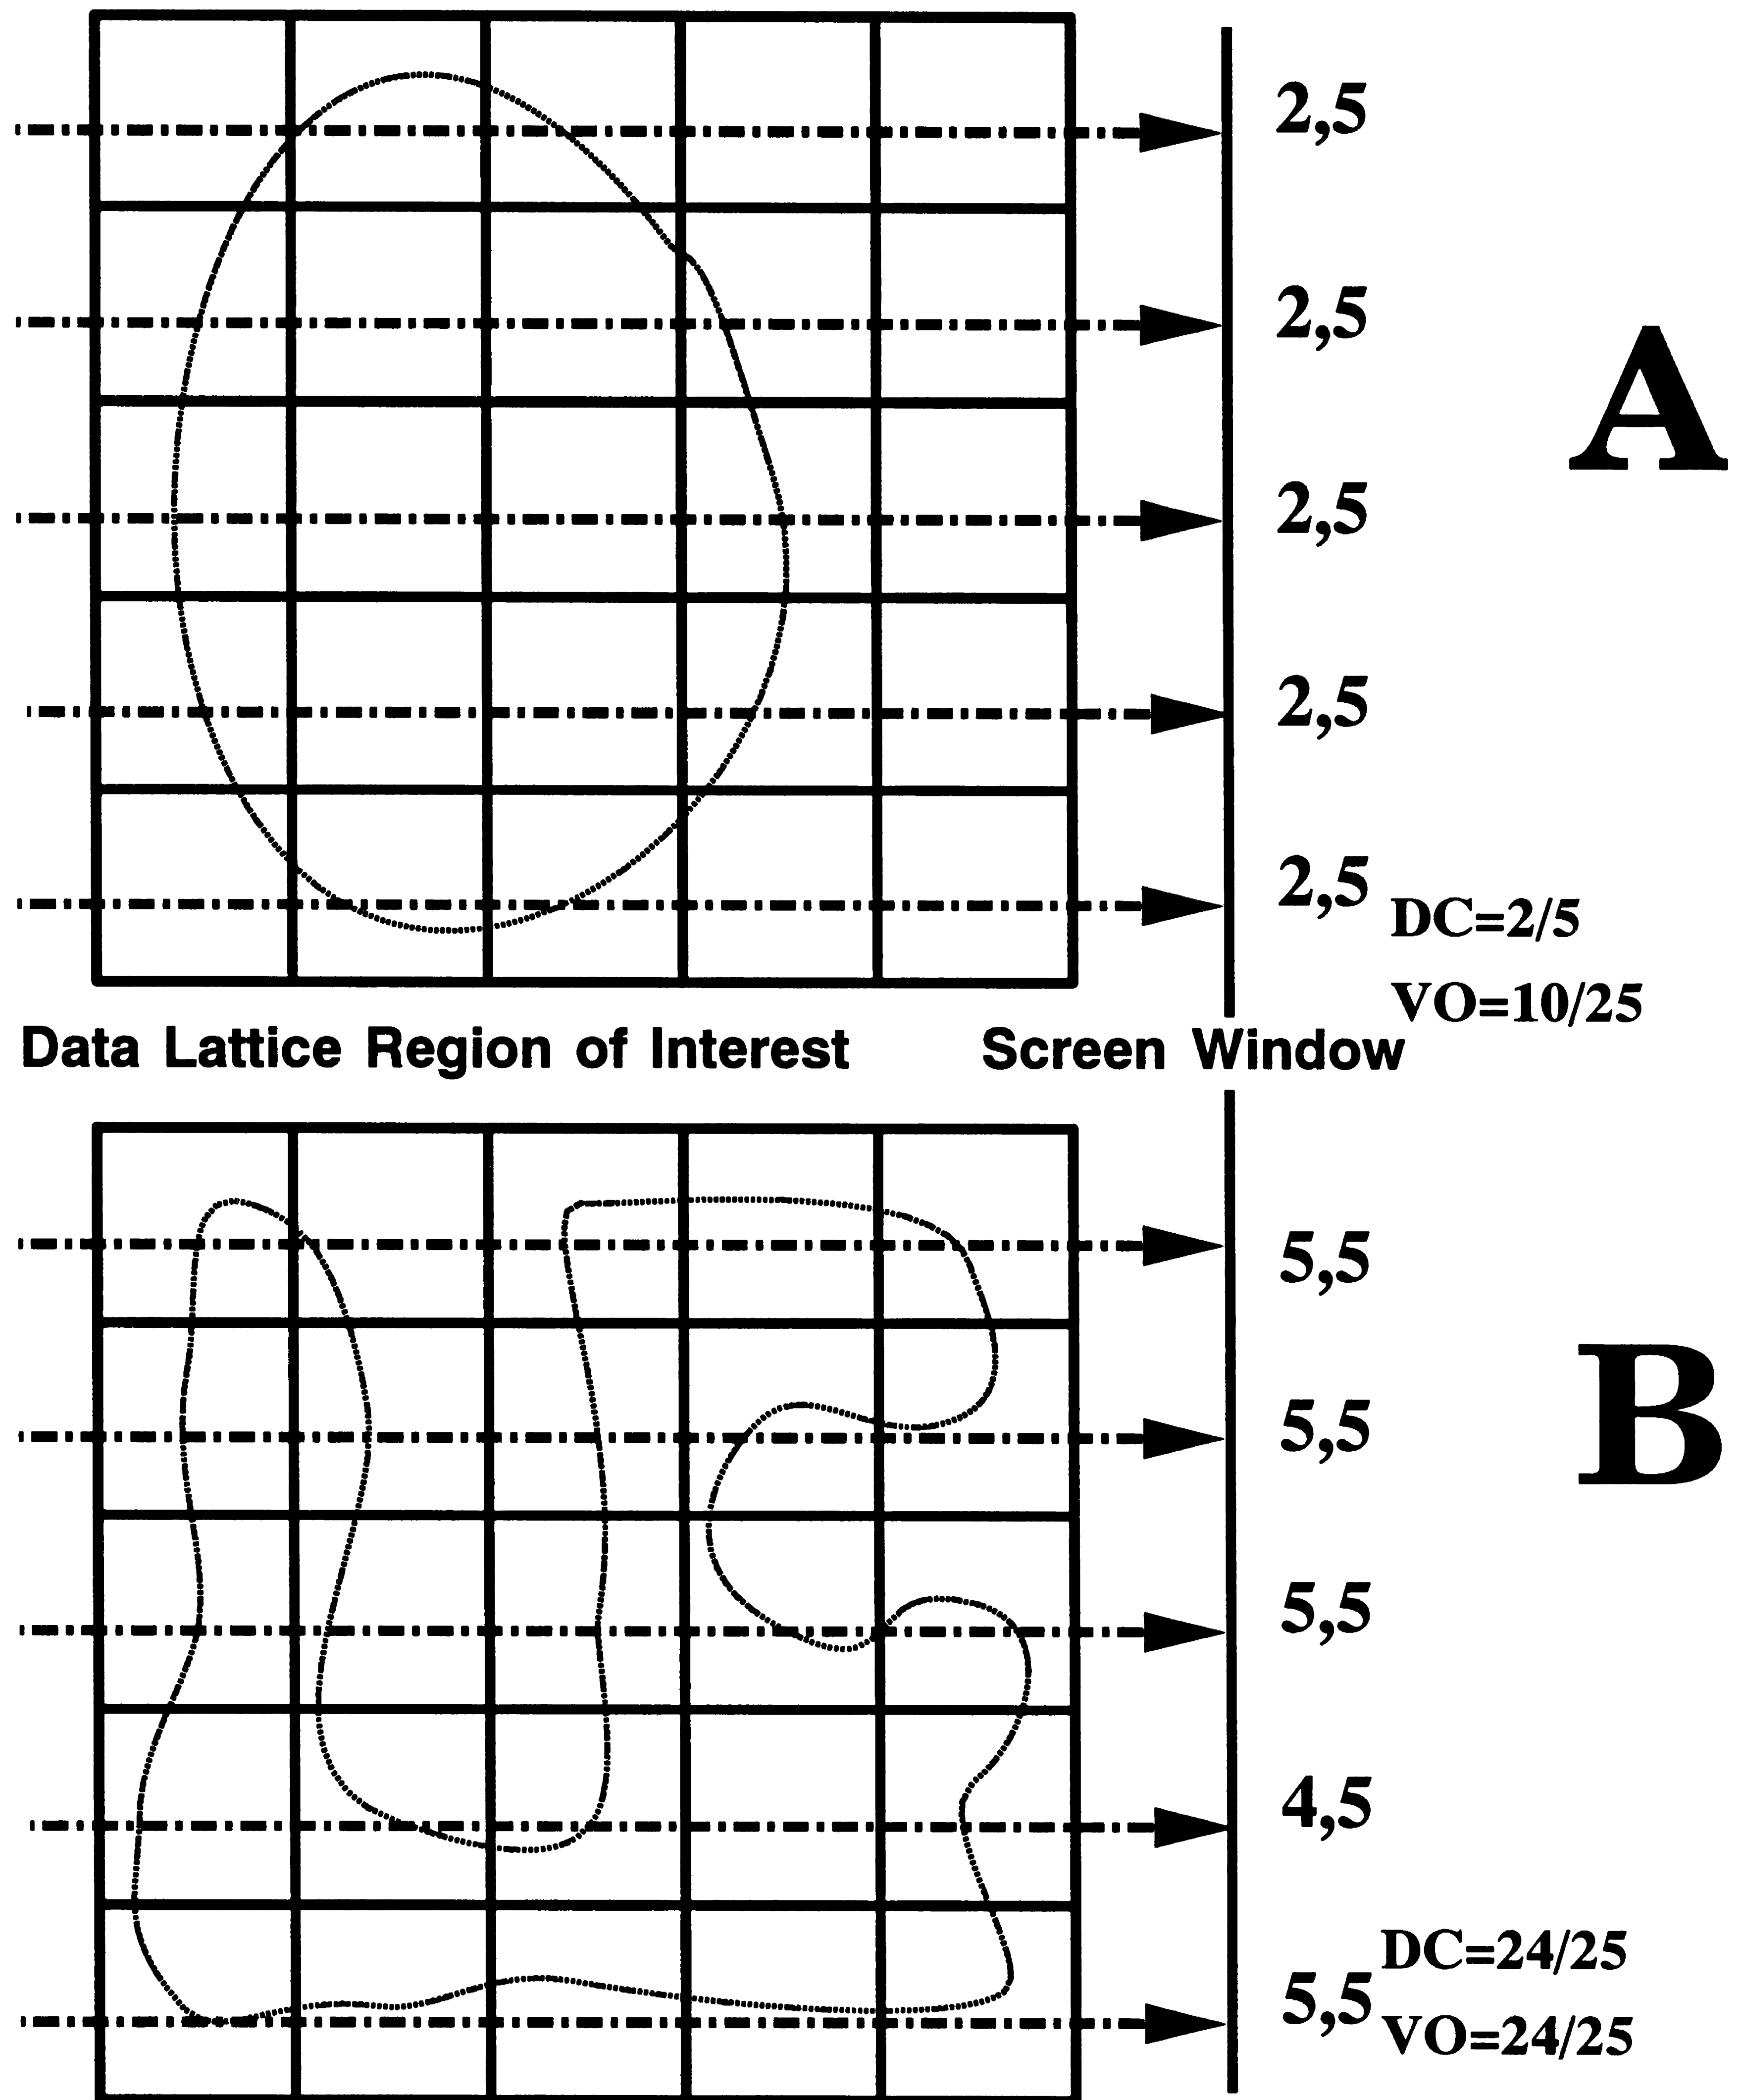 2,5
2,5
A
2,5
2,5
2,5
DC=2/5
VO=10/25
Data Lattice Region of Interest
Screen Window
5,5
B
5,5
5,5
4,5
DC=24/25
5,5
VO=24/25